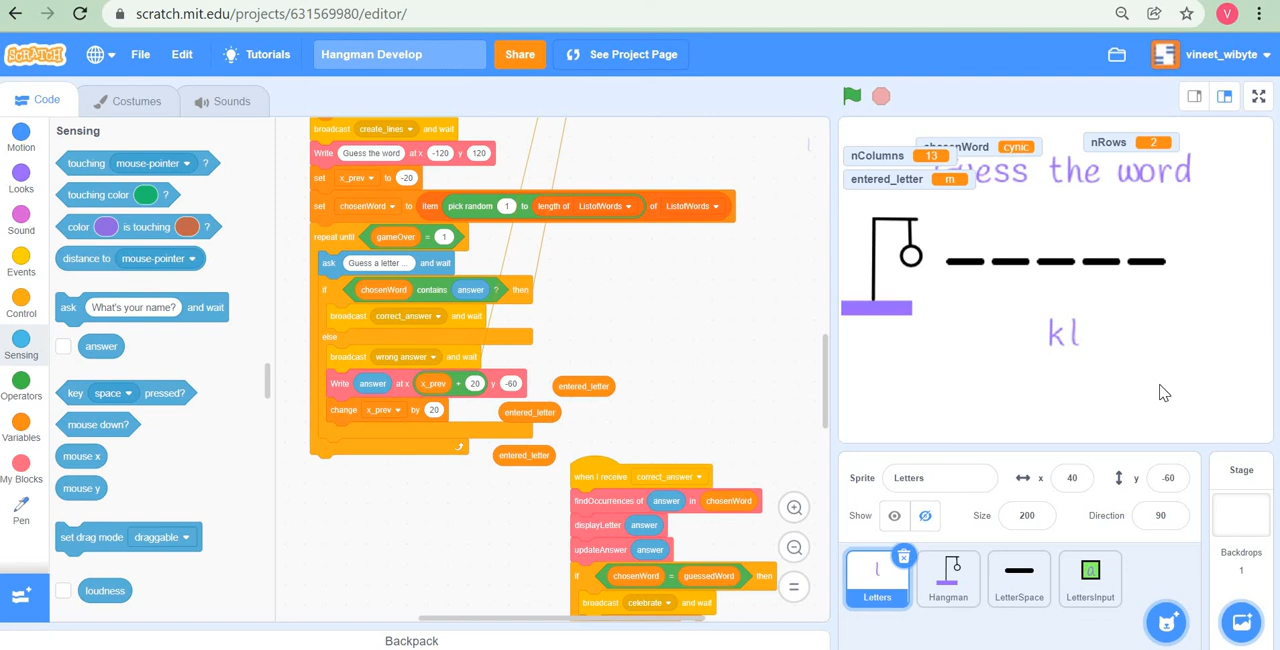 scratch.mit.edu/projects/631569980/editor/
V
SCRATCH
File
Edit
Tutorials
Hangman Develop
Share
See Project Page
vineet_wibyte
Code
Costumes
Sounds
Motion
Looks
Sound
Events
Control
Sensing
Operators
Variables
My Blocks
Pen
Sensing
touching mouse-pointer ?
touching color ?
color is touching ?
distance to mouse-pointer
ask What's your name? and wait
answer
key space pressed?
mouse down?
mouse x
mouse y
set drag mode draggable
loudness
broadcast create_lines and wait
Write Guess the word at x -120 y 120
set x_prev to -20
set chosenWord to item pick random 1 to length of ListofWords of ListofWords
repeat until gameOver = 1
ask Guess a letter ... and wait
if chosenWord contains answer ? then
broadcast correct_answer and wait
else
broadcast wrong answer and wait
Write answer at x x_prev + 20 y -60
change x_prev by 20
entered_letter
entered_letter
entered_letter
when I receive correct_answer
findOccurrences of answer in chosenWord
displayLetter answer
updateAnswer answer
if chosenWord = guessedWord then
broadcast celebrate and wait
l
nRows 2
chosenWord cynic
nColumns 13
entered_letter m
Guess the word
kl
Sprite Letters x 40 y -60
Show Size 200 Direction 90
l
Letters
Hangman
LetterSpace
a
LettersInput
Stage
Backdrops
1
Backpack